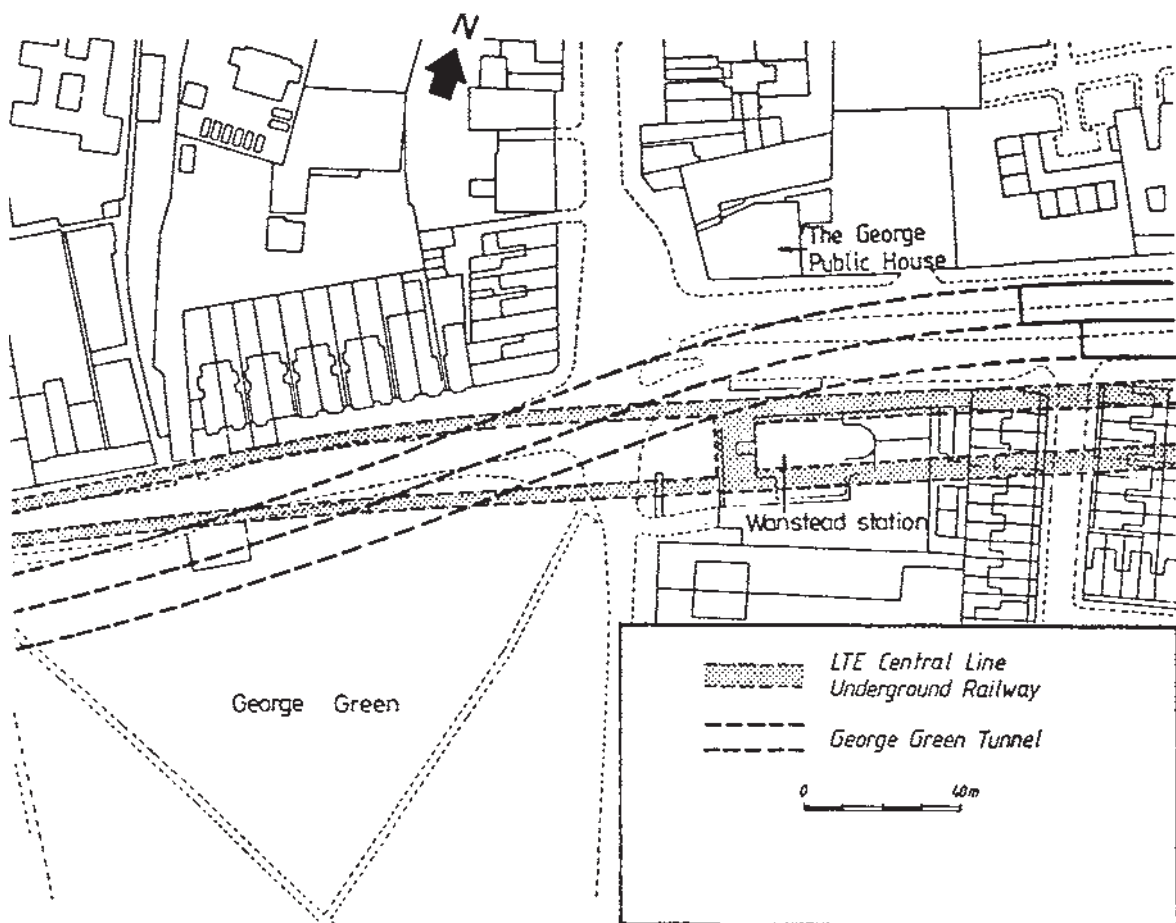 N
The George
Public House
Wanstead station
George Green
LTE Central Line
Underground Railway
George Green Tunnel
0 40m